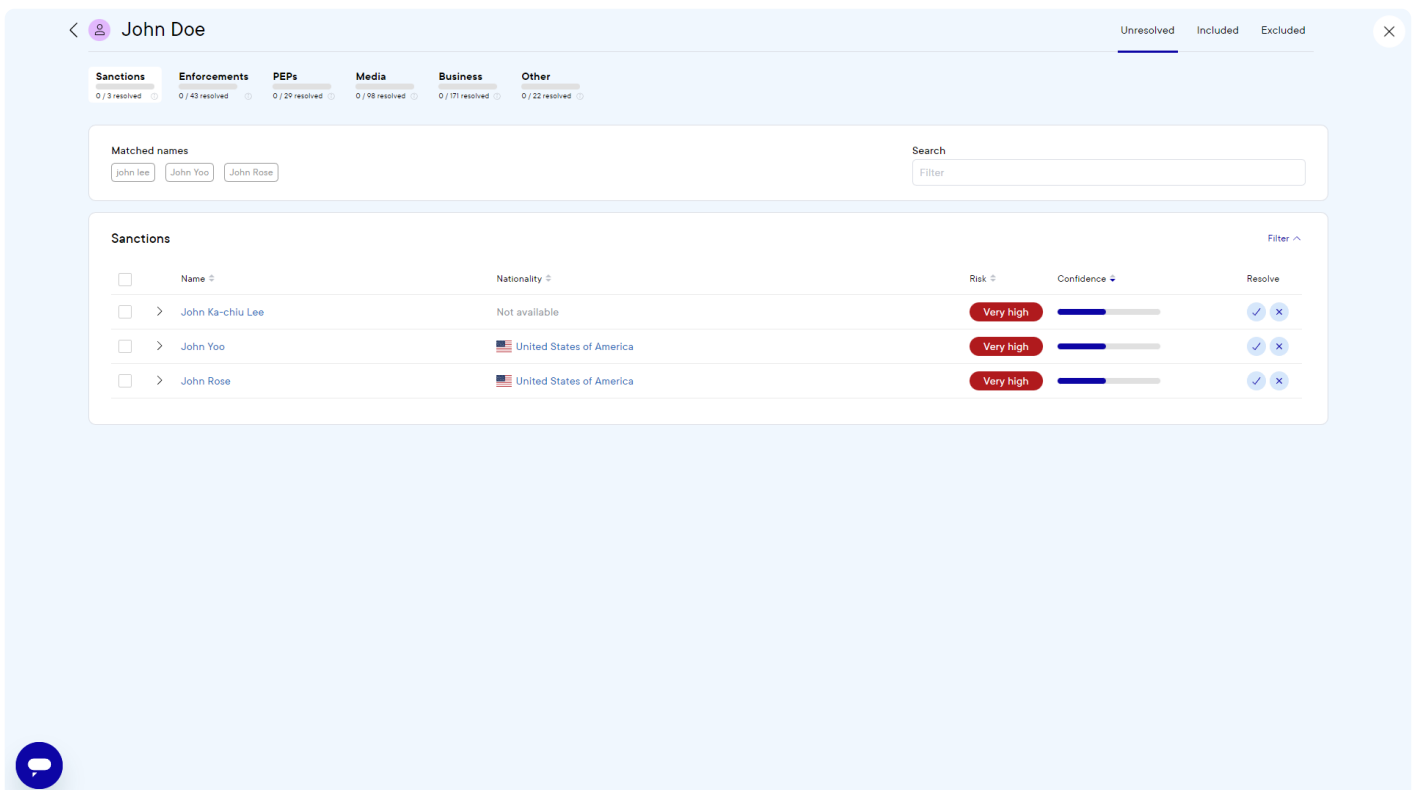 John Doe
Unresolved Included Excluded
Sanctions Enforcements PEPs Media Business Other
0 / 3 resolved 0 / 43 resolved 0 / 29 resolved 0 / 98 resolved 0 / 171 resolved 0 / 22 resolved
Matched names
john lee John Yoo John Rose
Search
Filter
Sanctions
Filter
Name Nationality Risk Confidence Resolve
John Ka-chiu Lee Not available Very high
John Yoo United States of America Very high
John Rose United States of America Very high